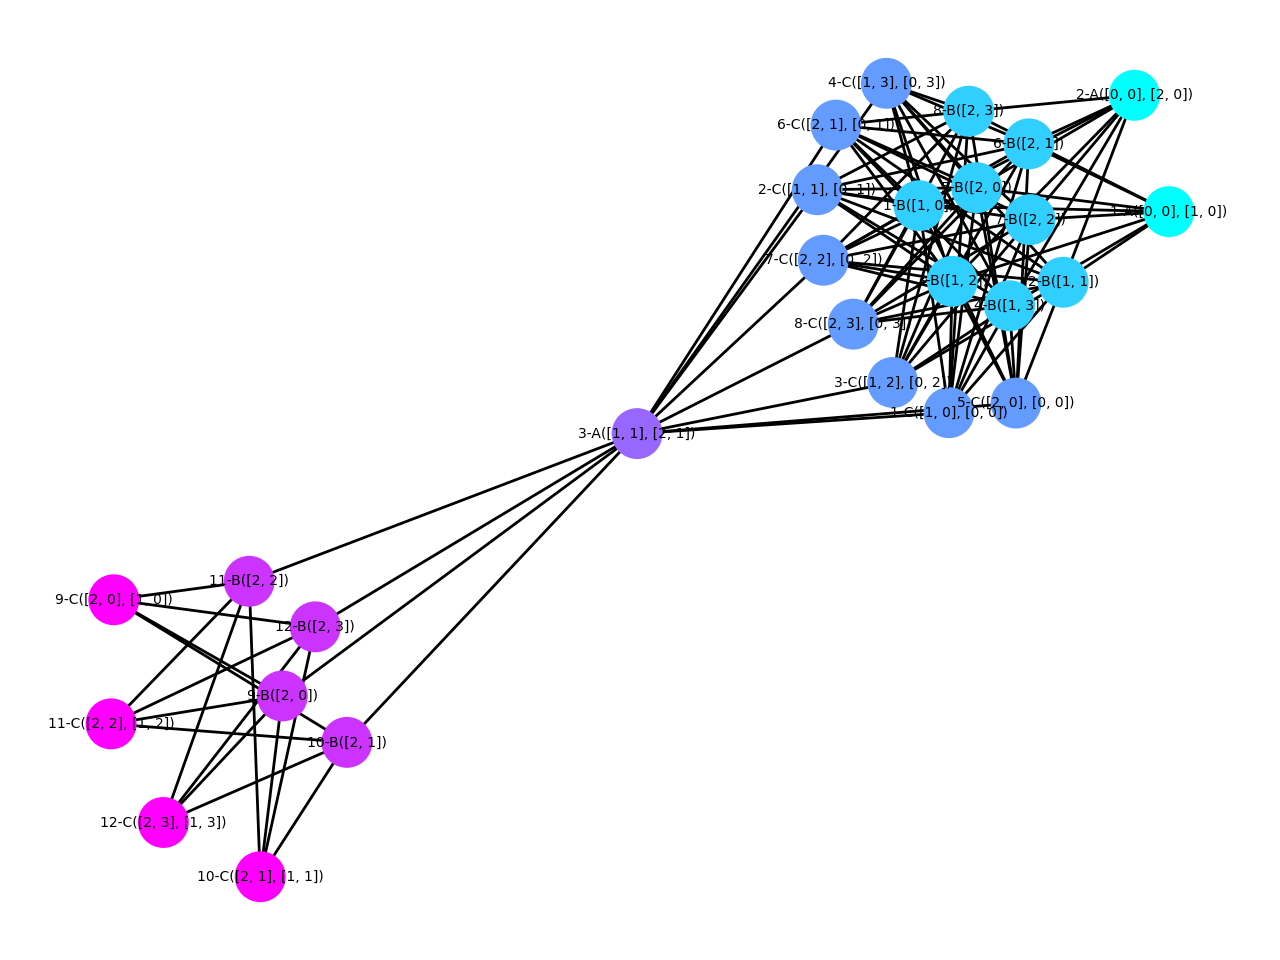 4-C([1, 3], [0, 3])
2-A([0, 0], [2, 0])
8-B([2, 3])
6-C([2, 1], [0, 1])
6-B([2, 1])
2-C([1, 1], [0, 1])
B([2, 0])
1-B([1, 0
1-A([0, 0], [1, 0])
7-B([2, 2])
7-C([2, 2], [0, 2])
B([1, 2
2-B([1, 1])
4-B([1, 3])
8-C([2, 3], [0, 3]
3-C([1, 2], [0, 2])
5-C([2, 0], [0, 0])
1-C([1, 0], [0, 0])
3-A([1, 1], [2, 1])
11-B([2, 2])
9-C([2, 0], [1, 0])
12-B([2, 3])
9-B([2, 0])
11-C([2, 2], [1, 2])
10-B([2, 1])
12-C([2, 3], [1, 3])
10-C([2, 1], [1, 1])